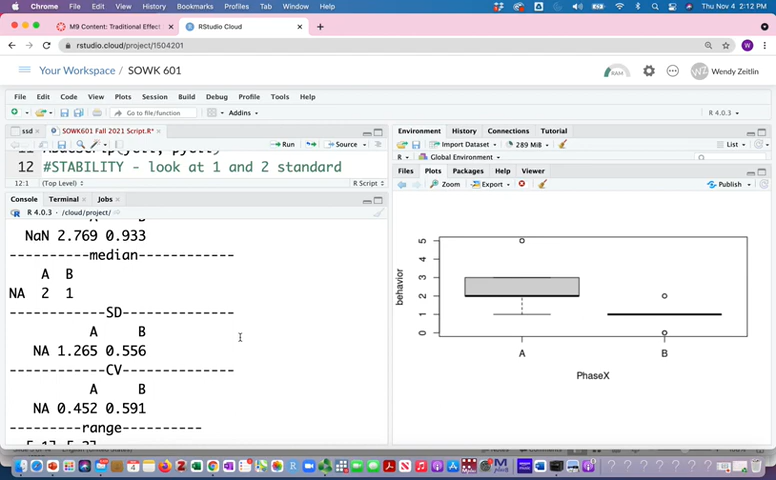 Chrome File Edit View History Bookmarks Profiles Tab Window Help Thu Nov 4 2:12 PM
M9 Content: Traditional Effect × RStudio Cloud × +
rstudio.cloud/project/1504201
Your Workspace / SOWK 601 RAM WZ Wendy Zeitlin
File Edit Code View Plots Session Build Debug Profile Tools Help
Go to file/function Addins R 4.0.3
ssd × SOWK601 Fall 2021 Script.R* ×
Run Source
12 #STABILITY - look at 1 and 2 standard
12:1 (Top Level) R Script
Console Terminal × Jobs ×
R 4.0.3 · /cloud/project/
A B
NaN 2.769 0.933
----------median------------
A B
NA 2 1
------------SD--------------
A B
NA 1.265 0.556
------------CV--------------
A B
NA 0.452 0.591
---------range----------
Environment History Connections Tutorial
Import Dataset 289 MiB List
R Global Environment
Files Plots Packages Help Viewer
Zoom Export Publish
behavior
5
4
3
2
1
0
A B
PhaseX